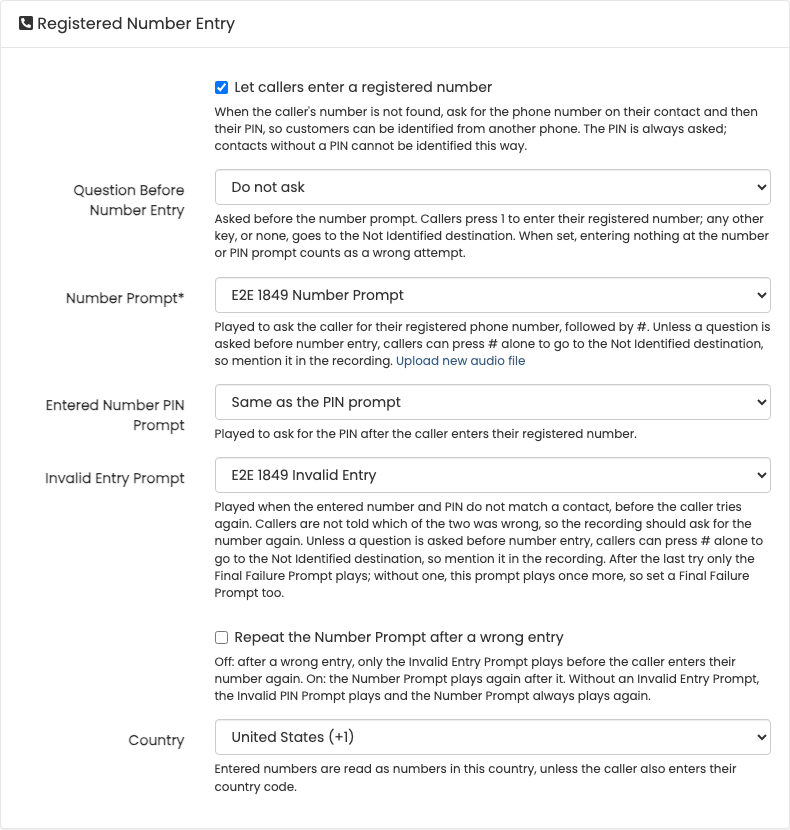 Registered Number Entry
Let callers enter a registered number
When the caller's number is not found, ask for the phone number on their contact and then
their PIN, so customers can be identified from another phone. The PIN is always asked;
contacts without a PIN cannot be identified this way.
Question Before
Number Entry
Do not ask
Asked before the number prompt. Callers press 1 to enter their registered number; any other
key, or none, goes to the Not Identified destination. When set, entering nothing at the number
or PIN prompt counts as a wrong attempt.
Number Prompt*
E2E 1849 Number Prompt
Played to ask the caller for their registered phone number, followed by #. Unless a question is
asked before number entry, callers can press # alone to go to the Not Identified destination,
so mention it in the recording. Upload new audio file
Entered Number PIN
Prompt
Same as the PIN prompt
Played to ask for the PIN after the caller enters their registered number.
Invalid Entry Prompt
E2E 1849 Invalid Entry
Played when the entered number and PIN do not match a contact, before the caller tries
again. Callers are not told which of the two was wrong, so the recording should ask for the
number again. Unless a question is asked before number entry, callers can press # alone to
go to the Not Identified destination, so mention it in the recording. After the last try only the
Final Failure Prompt plays; without one, this prompt plays once more, so set a Final Failure
Prompt too.
Repeat the Number Prompt after a wrong entry
Off: after a wrong entry, only the Invalid Entry Prompt plays before the caller enters their
number again. On: the Number Prompt plays again after it. Without an Invalid Entry Prompt,
the Invalid PIN Prompt plays and the Number Prompt always plays again.
Country
United States (+1)
Entered numbers are read as numbers in this country, unless the caller also enters their
country code.